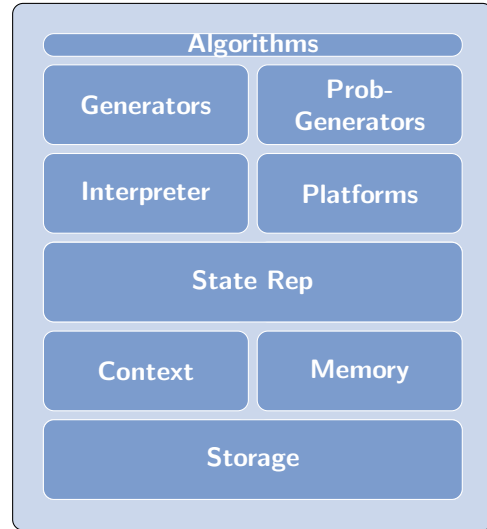 Algorithms
Generators
Prob-
Generators
Interpreter
Platforms
State Rep
Context
Memory
Storage